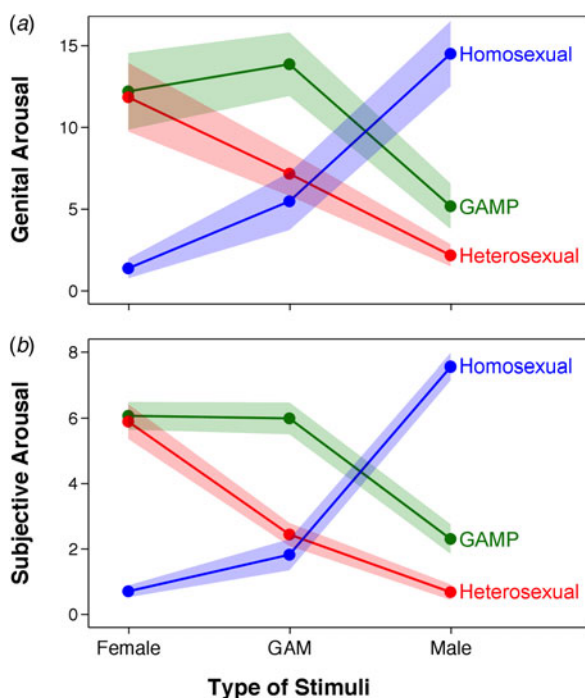 (a)
Genital Arousal
15
10
5
0
Homosexual
GAMP
Heterosexual
(b)
Subjective Arousal
8
6
4
2
0
Homosexual
GAMP
Heterosexual
Female GAM Male
Type of Stimuli